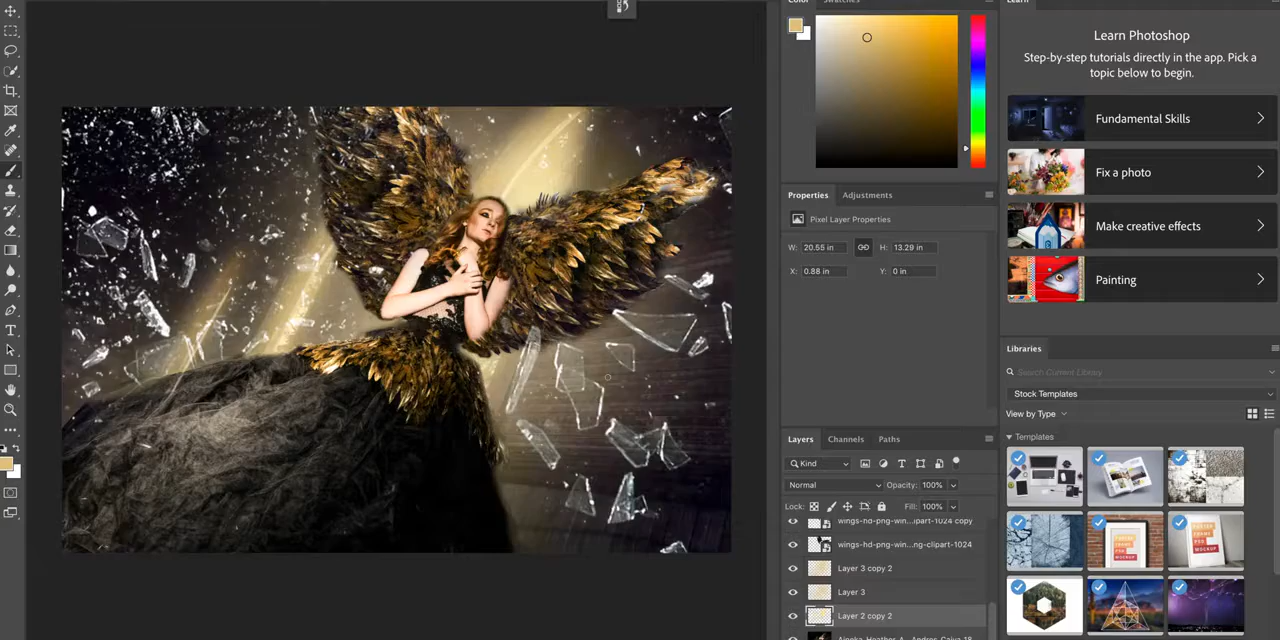 Color Swatches
Learn
Learn Photoshop
Step-by-step tutorials directly in the app. Pick a
topic below to begin.
Fundamental Skills
Fix a photo
Make creative effects
Painting
Properties Adjustments
Pixel Layer Properties
W: 20.55 in H: 13.29 in
X: 0.88 in Y: 0 in
Libraries
Search Current Library
Stock Templates
View by Type
Templates
Layers Channels Paths
Kind
Normal Opacity: 100%
Lock: Fill: 100%
wings-hd-png-win...ipart-1024 copy
wings-hd-png-win...ng-clipart-1024
Layer 3 copy 2
Layer 3
Layer 2 copy 2